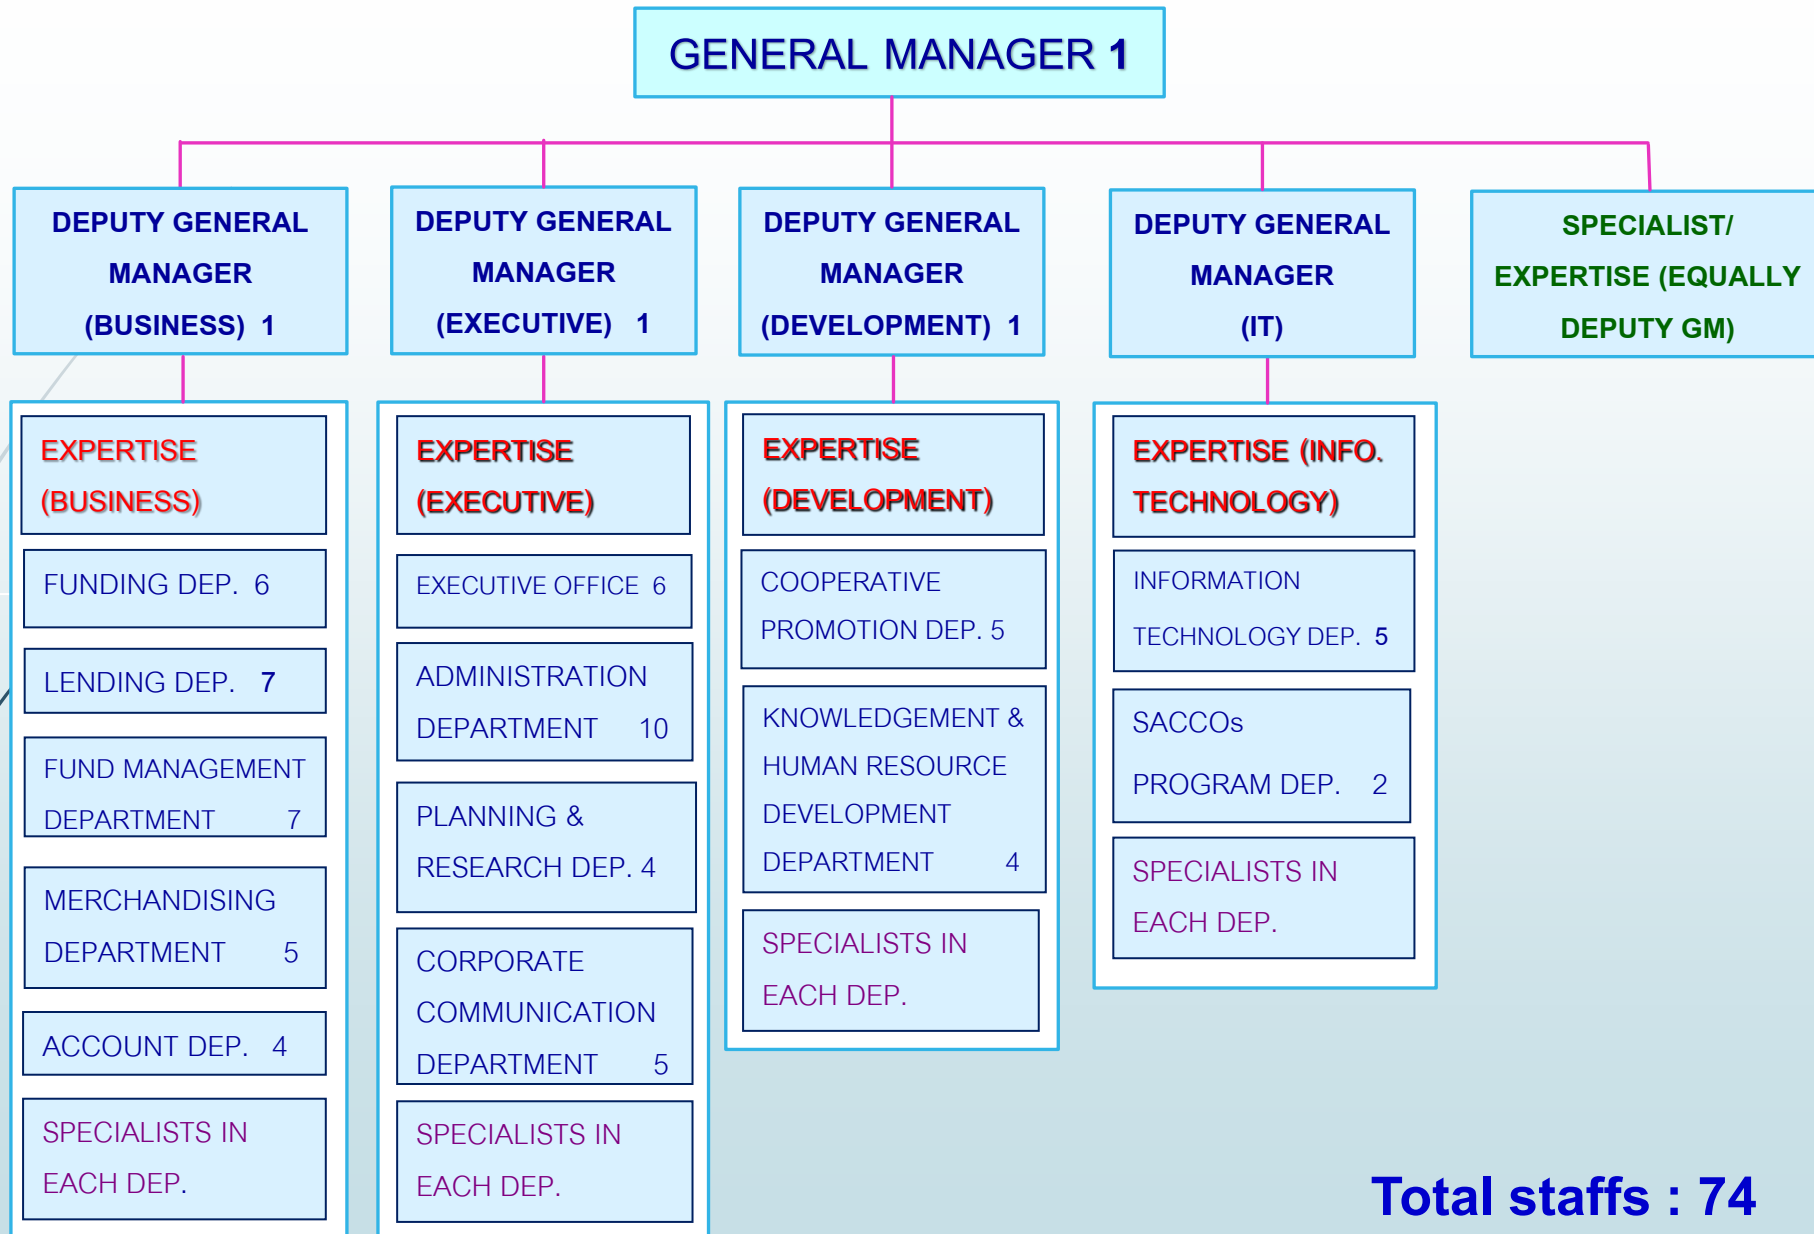 GENERAL MANAGER 1
DEPUTY GENERAL
MANAGER
(BUSINESS) 1
DEPUTY GENERAL
MANAGER
(EXECUTIVE) 1
DEPUTY GENERAL
MANAGER
(DEVELOPMENT) 1
DEPUTY GENERAL
MANAGER
(IT)
SPECIALIST/
EXPERTISE (EQUALLY
DEPUTY GM)
EXPERTISE
(BUSINESS)
FUNDING DEP. 6
LENDING DEP. 7
FUND MANAGEMENT
DEPARTMENT 7
MERCHANDISING
DEPARTMENT 5
ACCOUNT DEP. 4
SPECIALISTS IN
EACH DEP.
EXPERTISE
(EXECUTIVE)
EXECUTIVE OFFICE 6
ADMINISTRATION
DEPARTMENT 10
PLANNING &
RESEARCH DEP. 4
CORPORATE
COMMUNICATION
DEPARTMENT 5
SPECIALISTS IN
EACH DEP.
EXPERTISE
(DEVELOPMENT)
COOPERATIVE
PROMOTION DEP. 5
KNOWLEDGEMENT &
HUMAN RESOURCE
DEVELOPMENT
DEPARTMENT 4
SPECIALISTS IN
EACH DEP.
EXPERTISE (INFO.
TECHNOLOGY)
INFORMATION
TECHNOLOGY DEP. 5
SACCOs
PROGRAM DEP. 2
SPECIALISTS IN
EACH DEP.
Total staffs : 74